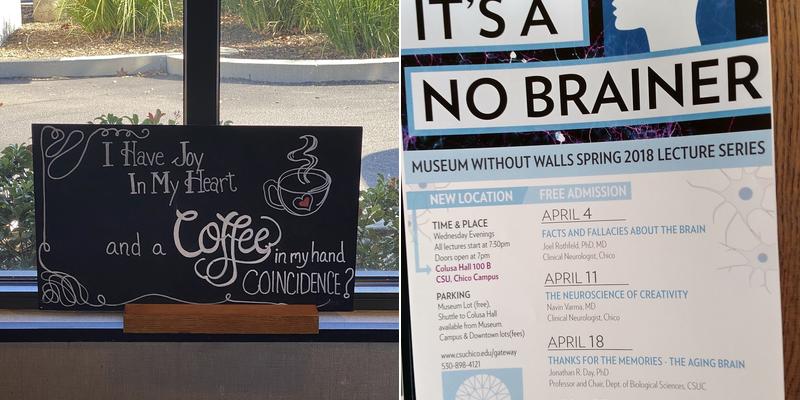 I Have Joy
In My Heart
and a Coffee in my hand
COINCIDENCE?
IT'S A
NO BRAINER
MUSEUM WITHOUT WALLS SPRING 2018 LECTURE SERIES
NEW LOCATION
FREE ADMISSION
TIME & PLACE
Wednesday Evenings
All lectures start at 7:30pm
Doors open at 7pm
Colusa Hall 100 B
CSU, Chico Campus
PARKING
Museum Lot (free),
Shuttle to Colusa Hall
available from Museum.
Campus & Downtown lots(fees)
www.csuchico.edu/gateway
530-898-4121
APRIL 4
FACTS AND FALLACIES ABOUT THE BRAIN
Joel Rothfeld, PhD, MD
Clinical Neurologist, Chico
APRIL 11
THE NEUROSCIENCE OF CREATIVITY
Navin Varma, MD
Clinical Neurologist, Chico
APRIL 18
THANKS FOR THE MEMORIES - THE AGING BRAIN
Jonathan R. Day, PhD
Professor and Chair, Dept. of Biological Sciences, CSUC